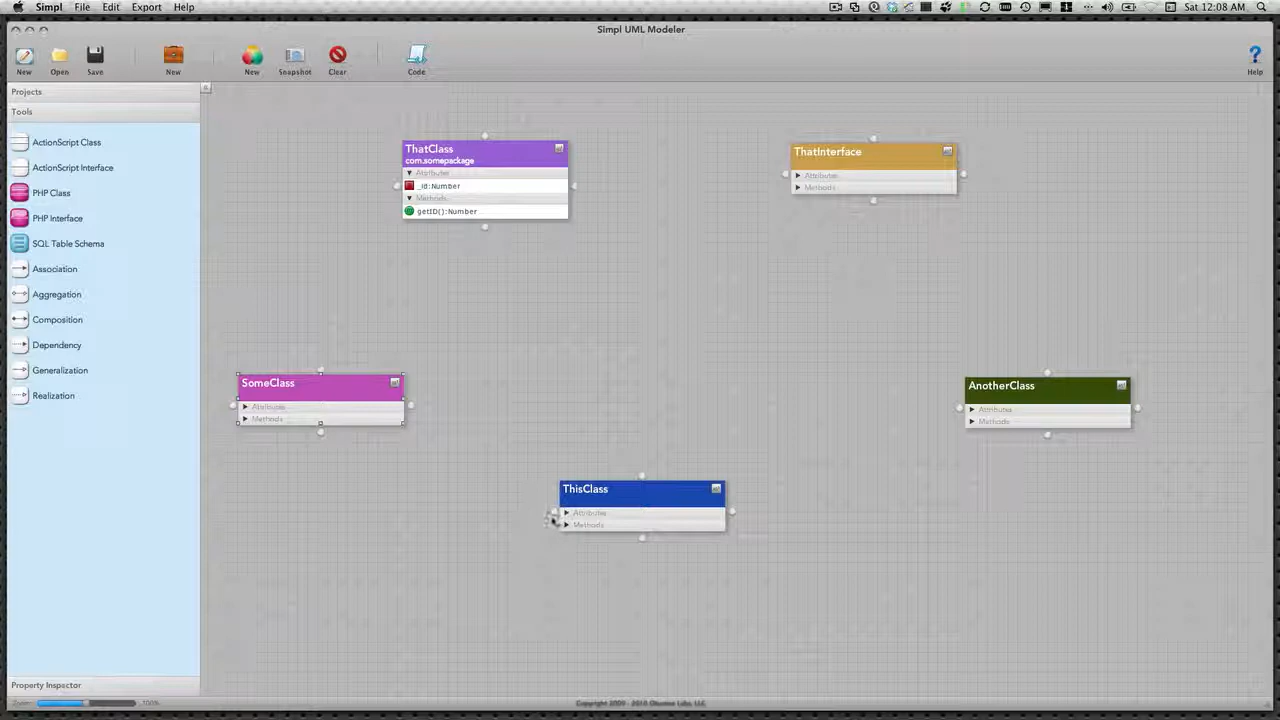 Simpl File Edit Export Help
Sat 12:08 AM
Simpl UML Modeler
New Open Save New New Snapshot Clear Code Help
Projects
Tools
ActionScript Class
ActionScript Interface
PHP Class
PHP Interface
SQL Table Schema
Association
Aggregation
Composition
Dependency
Generalization
Realization
Property Inspector
Zoom: 100%
ThatClass
com.somepackage
Attributes
_id:Number
Methods
getID():Number
ThatInterface
Attributes
Methods
SomeClass
Attributes
Methods
AnotherClass
Attributes
Methods
ThisClass
Attributes
Methods